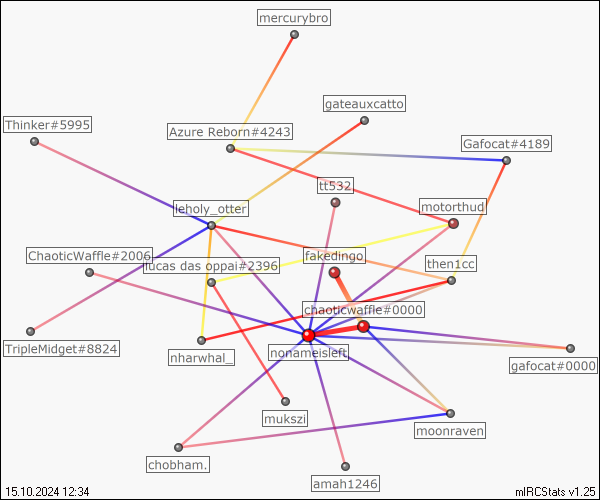 mercurybro
gateauxcatto
Thinker#5995
Azure Reborn#4243
Gafocat#4189
tt532
leholy_otter
motorthud
ChaoticWaffle#2006
fakedingo
lucas das oppai#2396
then1cc
chaoticwaffle#0000
TripleMidget#8824
nharwhal_
nonameisleft
gafocat#0000
mukszi
moonraven
chobham.
amah1246
15.10.2024 12:34
mIRCStats v1.25